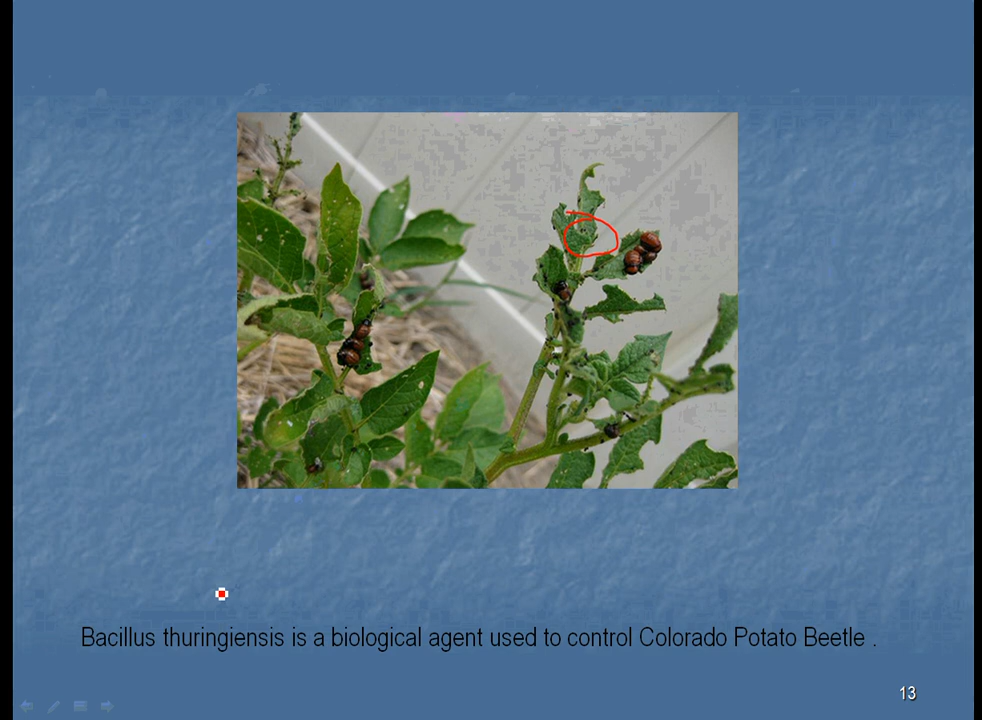 Bacillus thuringiensis is a biological agent used to control Colorado Potato Beetle .
13